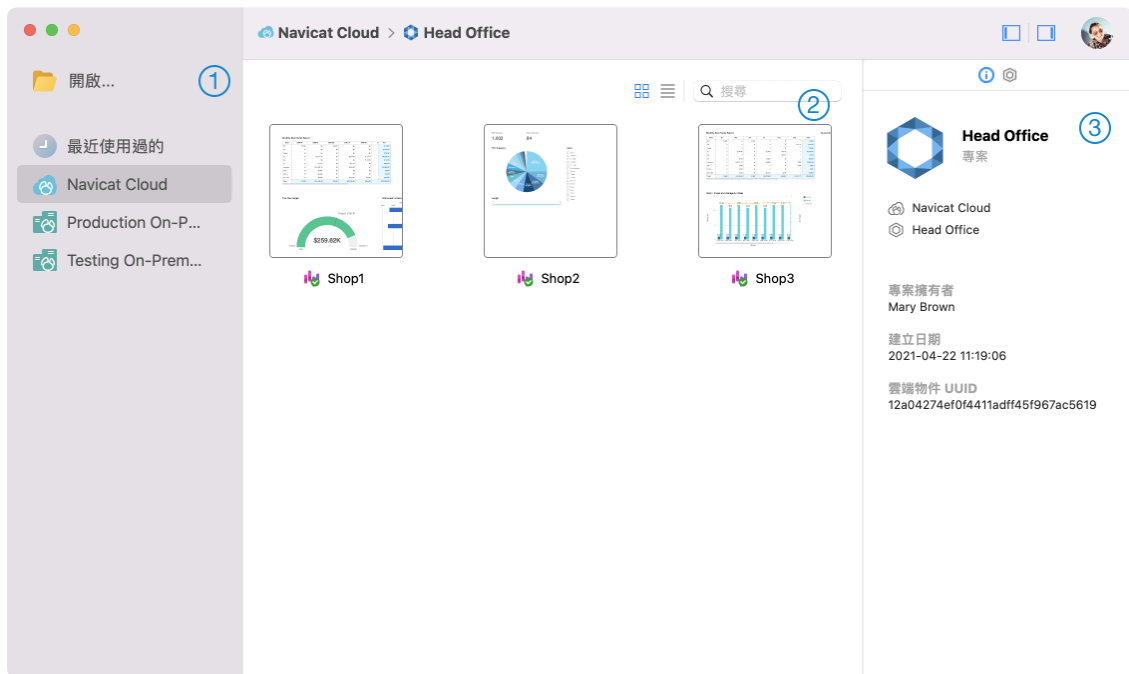 Navicat Cloud > Head Office
開啟...
①
最近使用過的
Navicat Cloud
Production On-P...
Testing On-Prem...
搜尋
②
$259.62K
Shop1
Shop2
Shop3
③
Head Office
專案
Navicat Cloud
Head Office
專案擁有者
Mary Brown
建立日期
2021-04-22 11:19:06
雲端物件 UUID
12a04274ef0f4411adff45f967ac5619